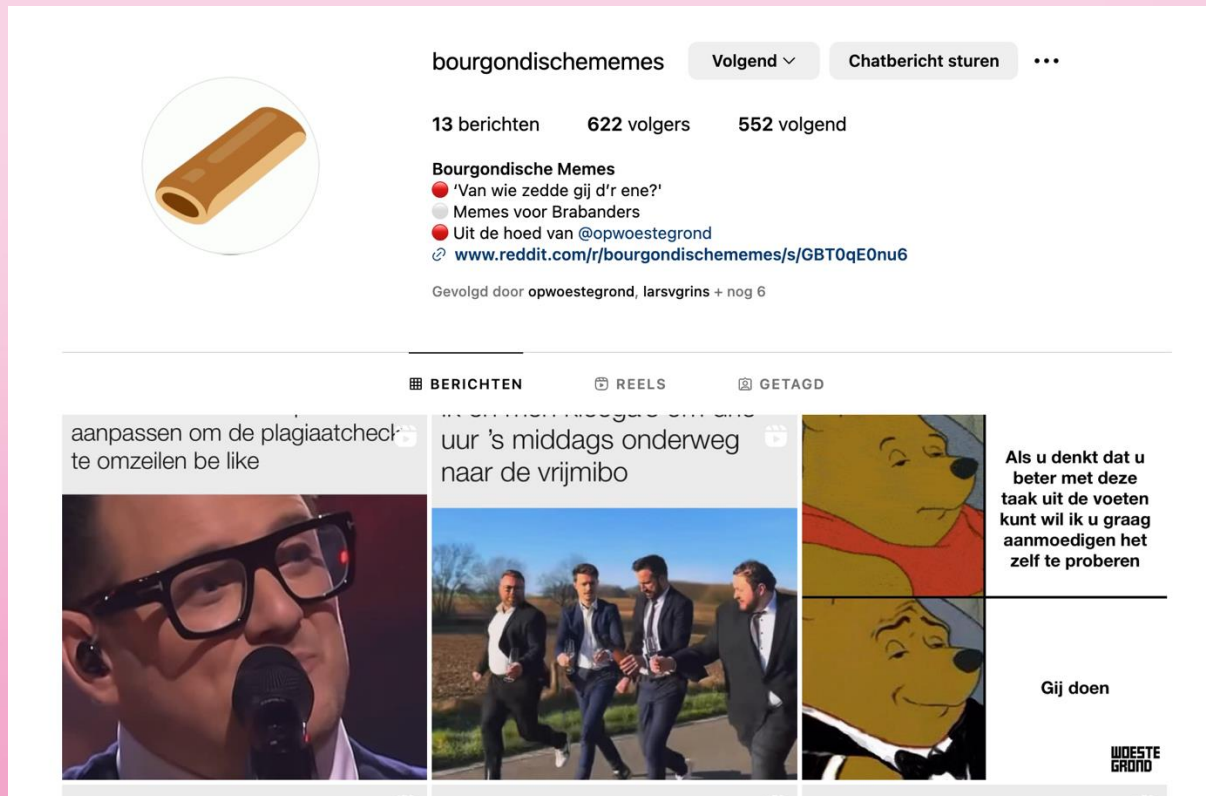 bourgondischememes Volgend Chatbericht sturen
13 berichten 622 volgers 552 volgend
Bourgondische Memes
‘Van wie zedde gij d’r ene?'
Memes voor Brabanders
Uit de hoed van @opwoestegrond
www.reddit.com/r/bourgondischememes/s/GBT0qE0nu6
Gevolgd door opwoestegrond, larsvgrins + nog 6
BERICHTEN REELS GETAGD
aanpassen om de plagiaatcheck
te omzeilen be like
uur ’s middags onderweg
naar de vrijmibo
Als u denkt dat u
beter met deze
taak uit de voeten
kunt wil ik u graag
aanmoedigen het
zelf te proberen
Gij doen
WOESTE
GROND